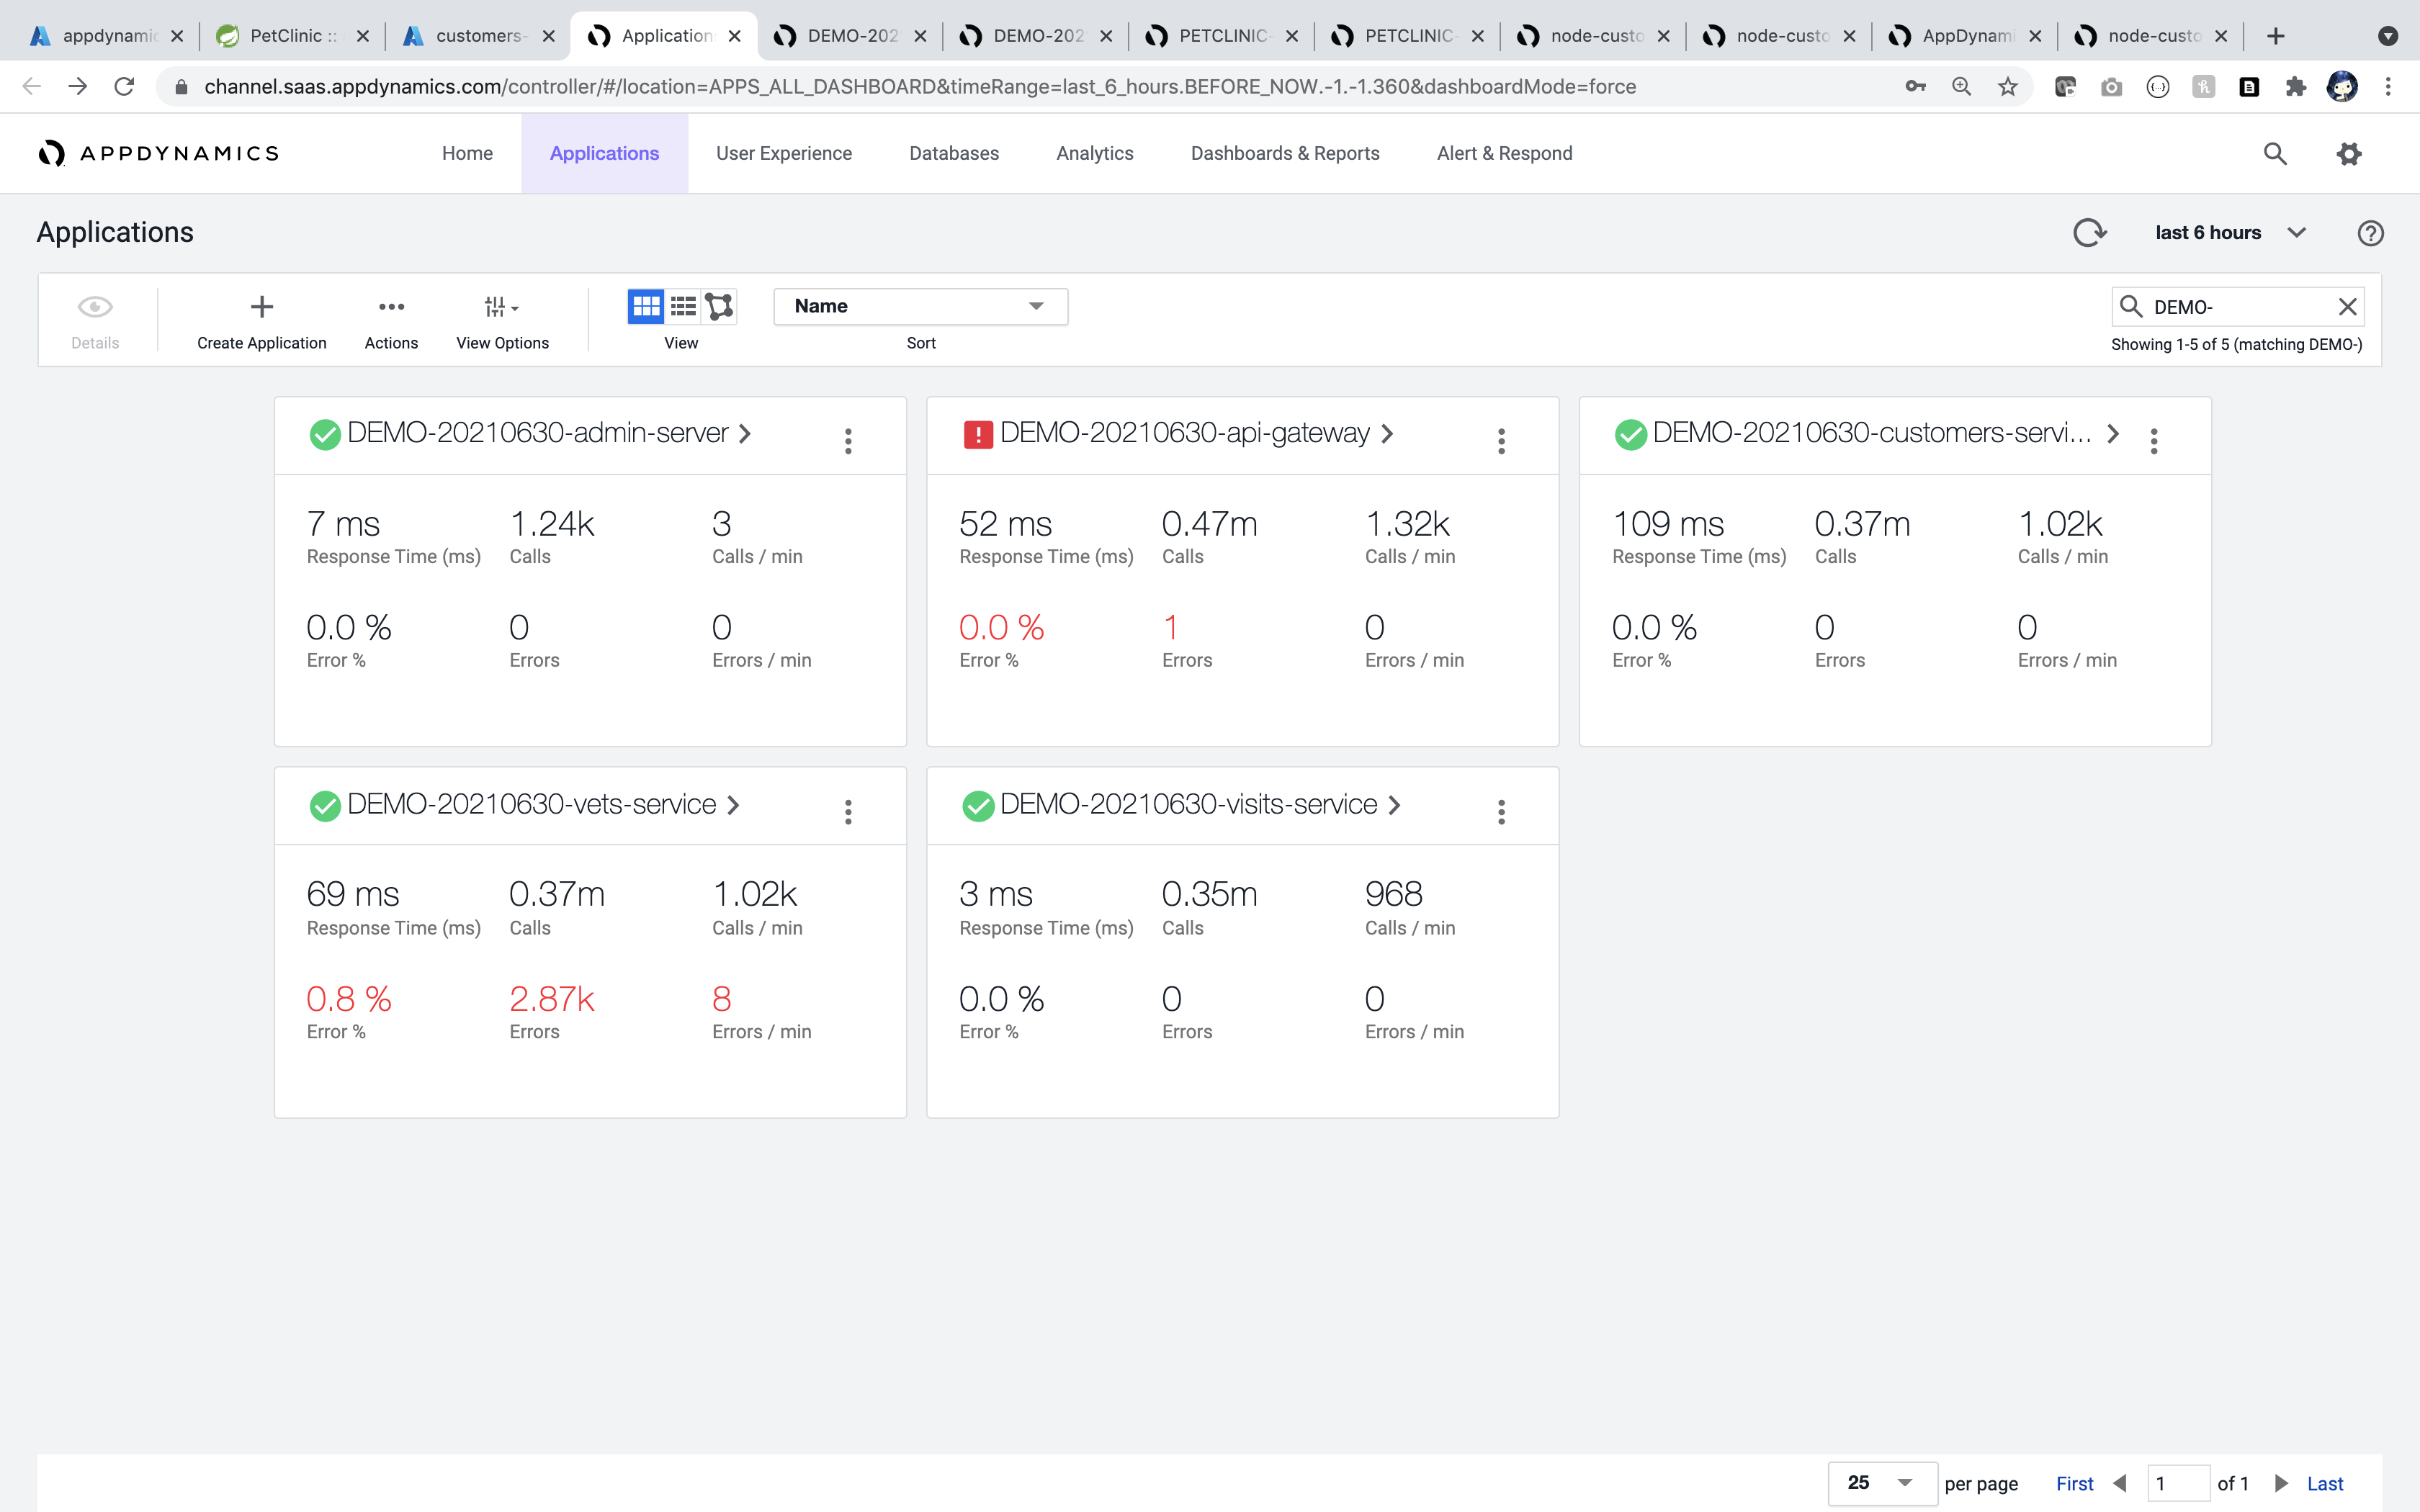 appdynamic PetClinic :: customers- Application DEMO-202 DEMO-202 PETCLINIC- PETCLINIC- node-custo node-custo AppDynami node-custo
channel.saas.appdynamics.com/controller/#/location=APPS_ALL_DASHBOARD&timeRange=last_6_hours.BEFORE_NOW.-1.-1.360&dashboardMode=force
APPDYNAMICS Home Applications User Experience Databases Analytics Dashboards & Reports Alert & Respond
Applications last 6 hours
Name DEMO-
Details Create Application Actions View Options View Sort Showing 1-5 of 5 (matching DEMO-)
DEMO-20210630-admin-server
7 ms 1.24k 3
Response Time (ms) Calls Calls / min
0.0 % 0 0
Error % Errors Errors / min
DEMO-20210630-api-gateway
52 ms 0.47m 1.32k
Response Time (ms) Calls Calls / min
0.0 % 1 0
Error % Errors Errors / min
DEMO-20210630-customers-servi...
109 ms 0.37m 1.02k
Response Time (ms) Calls Calls / min
0.0 % 0 0
Error % Errors Errors / min
DEMO-20210630-vets-service
69 ms 0.37m 1.02k
Response Time (ms) Calls Calls / min
0.8 % 2.87k 8
Error % Errors Errors / min
DEMO-20210630-visits-service
3 ms 0.35m 968
Response Time (ms) Calls Calls / min
0.0 % 0 0
Error % Errors Errors / min
25 per page First 1 of 1 Last